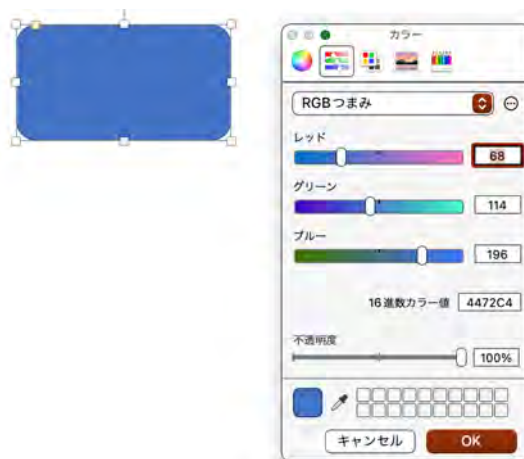 カラー
RGBつまみ
レッド
68
グリーン
114
ブルー
196
16進数カラー値 4472C4
不透明度
100%
キャンセル OK